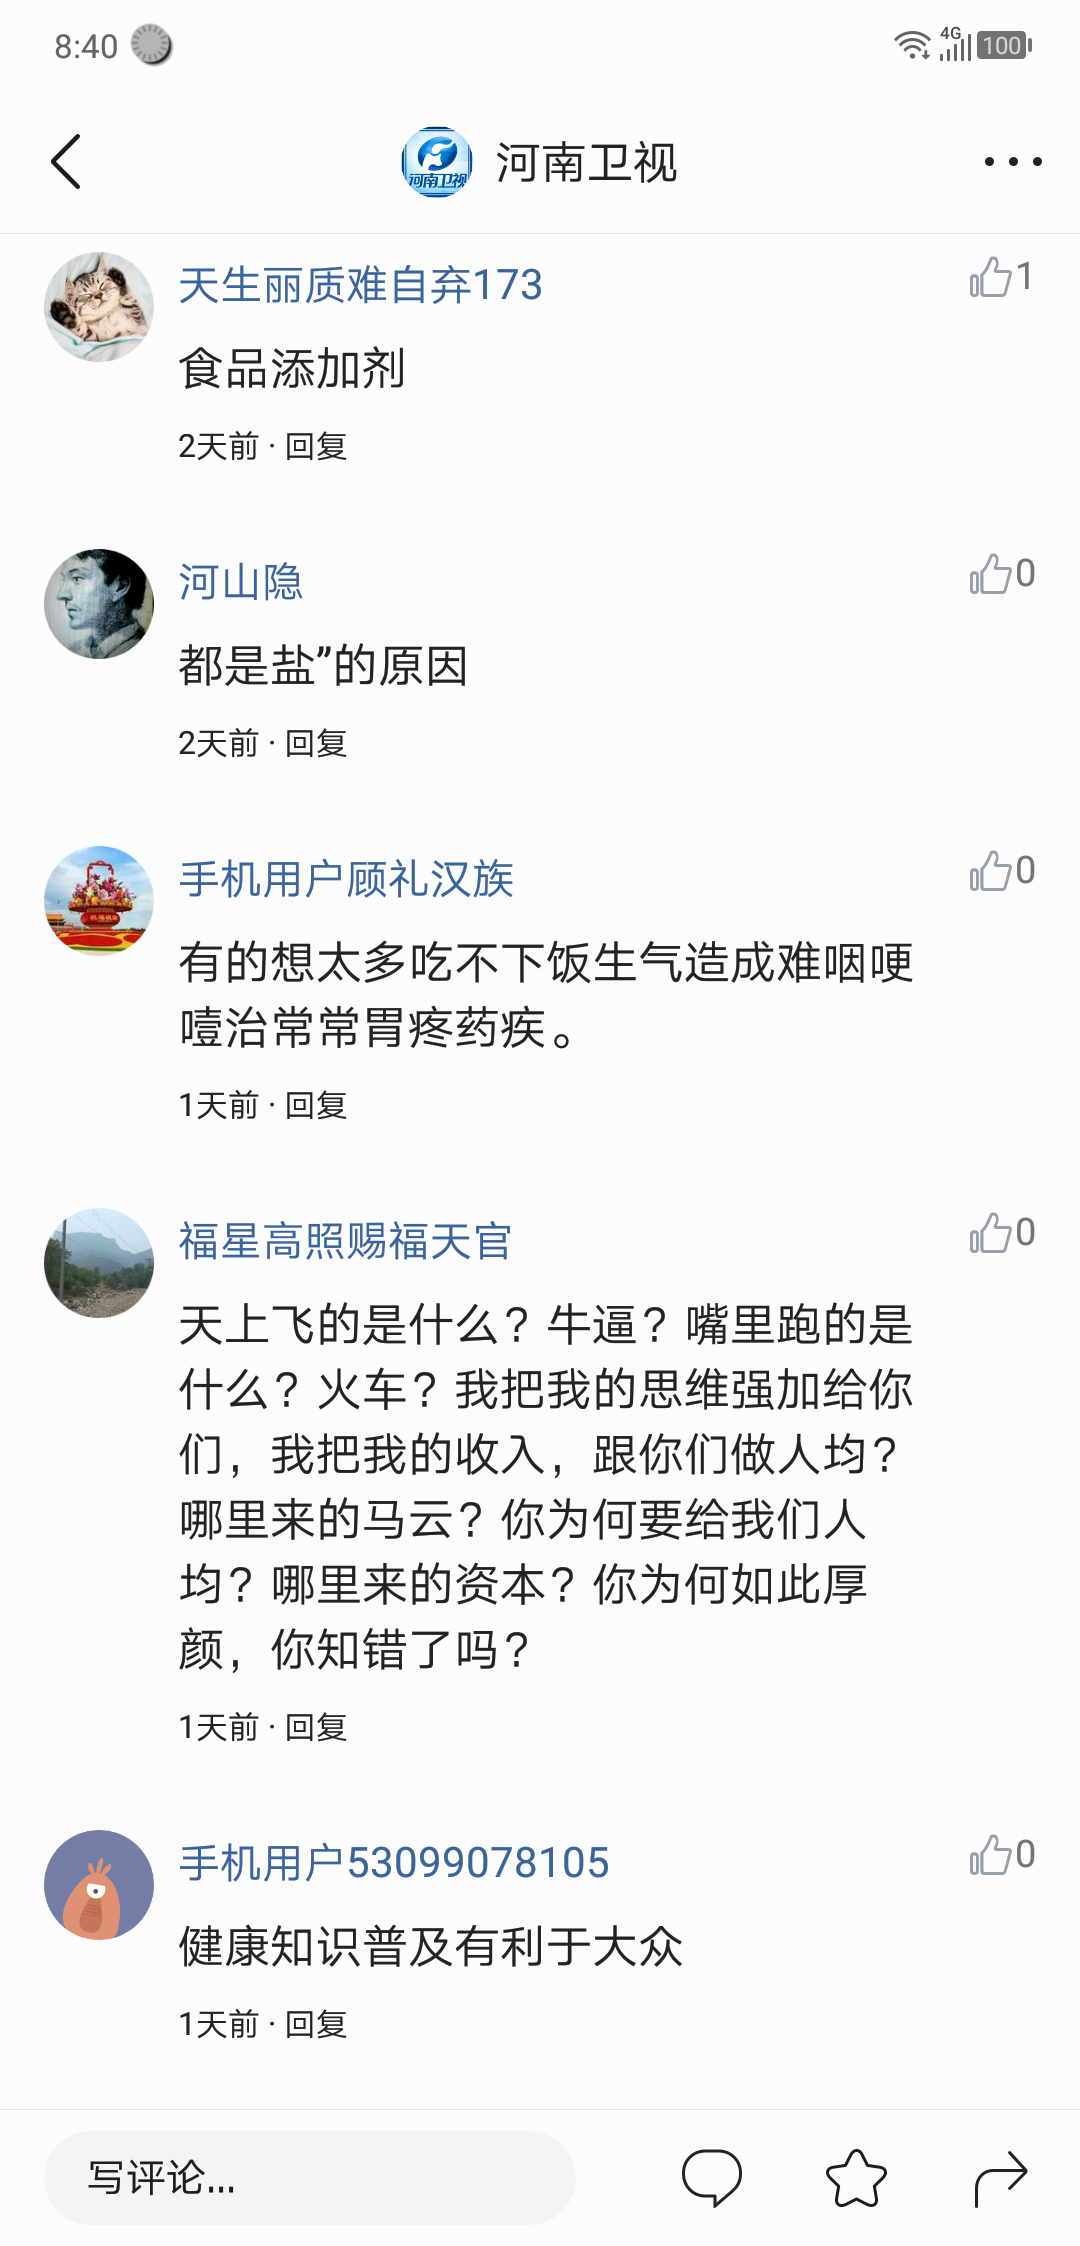 8:40
4G
100
河南卫视
河南卫视
天生丽质难自弃173
1
食品添加剂
2天前 · 回复
河山隐
0
都是盐”的原因
2天前 · 回复
手机用户顾礼汉族
0
有的想太多吃不下饭生气造成难咽哽
噎治常常胃疼药疾。
1天前 · 回复
福星高照赐福天官
0
天上飞的是什么？牛逼？嘴里跑的是
什么？火车？我把我的思维强加给你
们，我把我的收入，跟你们做人均？
哪里来的马云？你为何要给我们人
均？哪里来的资本？你为何如此厚
颜，你知错了吗？
1天前 · 回复
手机用户53099078105
0
健康知识普及有利于大众
1天前 · 回复
写评论...